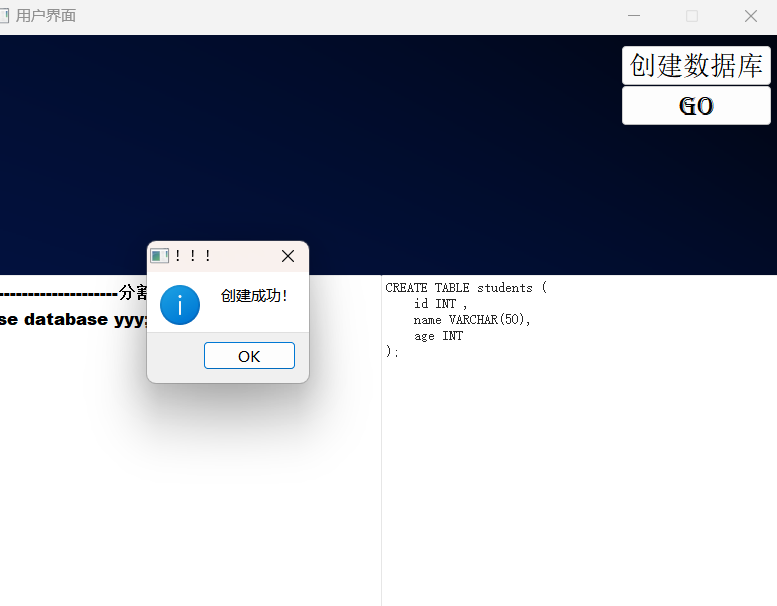 用户界面
创建数据库
GO
--------------------分
se database yyy;
！！！
创建成功!
OK
CREATE TABLE students (
    id INT ,
    name VARCHAR(50),
    age INT
);